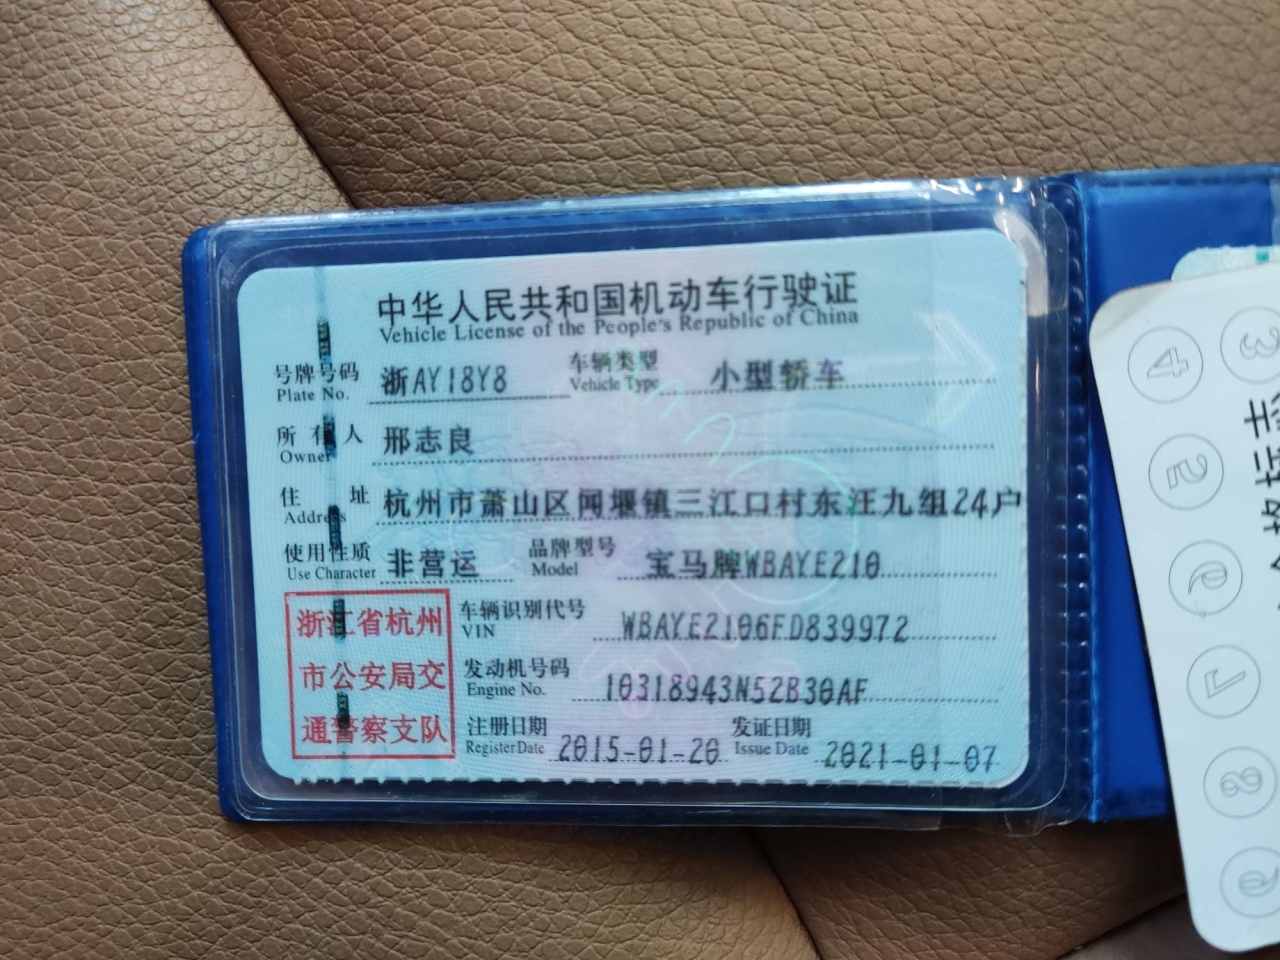 中华人民共和国机动车行驶证
Vehicle License of the People's Republic of China
号牌号码 浙AY18Y8 车辆类型 小型轿车
Plate No. Vehicle Type
所有人 邢志良
Owner
住 址 杭州市萧山区闻堰镇三江口村东汪九组24户
Address
使用性质 非营运 品牌型号 宝马牌WBAYE210
Use Character Model
浙江省杭州
市公安局交
通警察支队
车辆识别代号 WBAYE2106FD839972
VIN
发动机号码 10318943N52B30AF
Engine No.
注册日期 2015-01-20 发证日期 2021-01-07
Register Date Issue Date
3
4
5
6
7
8
9